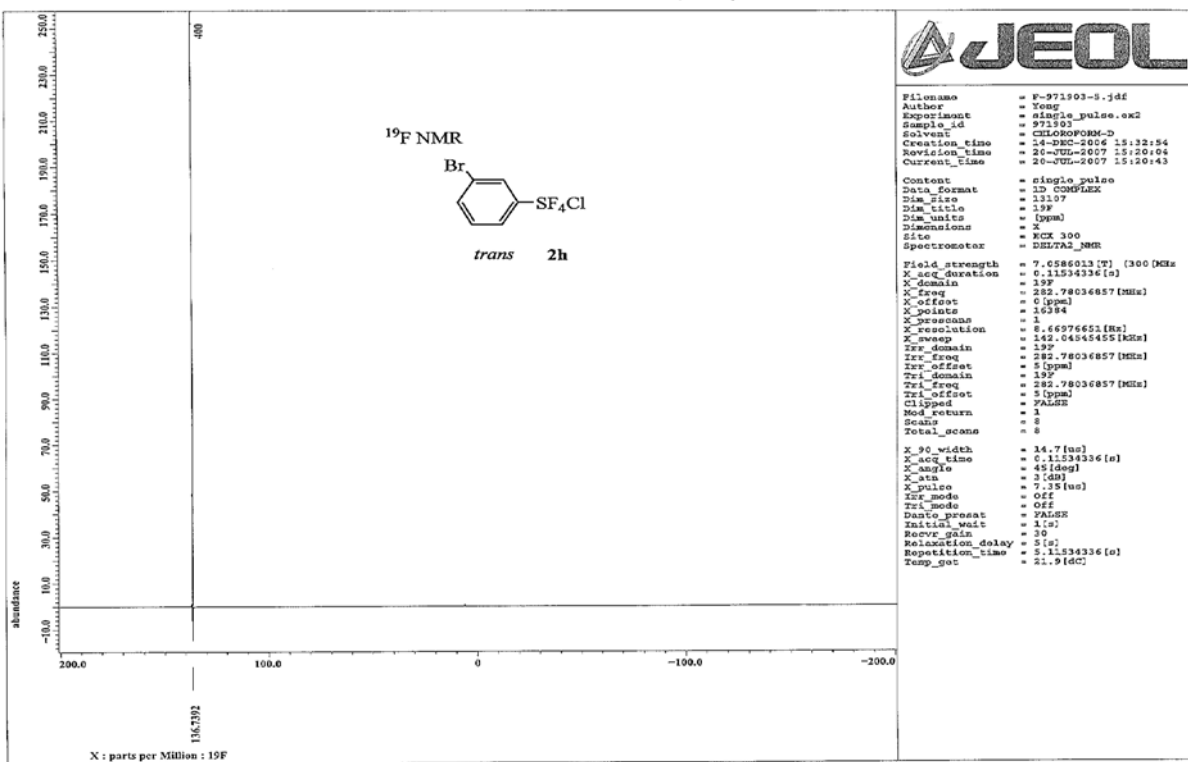 250.0
230.0
210.0
190.0
170.0
150.0
130.0
110.0
90.0
70.0
50.0
30.0
10.0
-10.0
abundance
400
19F NMR
Br
SF4Cl
trans 2h
200.0 100.0 0 -100.0 -200.0
136.7392
X : parts per Million : 19F
JEOL
Filename = F-971903-5.jdf
Author = Yong
Experiment = single_pulse.ex2
Sample_id = 971903
Solvent = CHLOROFORM-D
Creation_time = 14-DEC-2006 15:32:54
Revision_time = 20-JUL-2007 15:20:04
Current_time = 20-JUL-2007 15:20:43
Content = single_pulse
Data_format = 1D COMPLEX
Dim_size = 13107
Dim_title = 19F
Dim_units = [ppm]
Dimensions = X
Site = ECX 300
Spectrometer = DELTA2_NMR
Field_strength = 7.0586013[T] (300[MHz
X_acq_duration = 0.11534336[s]
X_domain = 19F
X_freq = 282.78036857[MHz]
X_offset = 0[ppm]
X_points = 16384
X_prescans = 1
X_resolution = 8.66976651[Hz]
X_sweep = 142.04545455[kHz]
Irr_domain = 19F
Irr_freq = 282.78036857[MHz]
Irr_offset = 5[ppm]
Tri_domain = 19F
Tri_freq = 282.78036857[MHz]
Tri_offset = 5[ppm]
Clipped = FALSE
Mod_return = 1
Scans = 8
Total_scans = 8
X_90_width = 14.7[us]
X_acq_time = 0.11534336[s]
X_angle = 45[deg]
X_atn = 3[dB]
X_pulse = 7.35[us]
Irr_mode = Off
Tri_mode = Off
Dante_presat = FALSE
Initial_wait = 1[s]
Recvr_gain = 30
Relaxation_delay = 5[s]
Repetition_time = 5.11534336[s]
Temp_get = 21.9[dC]